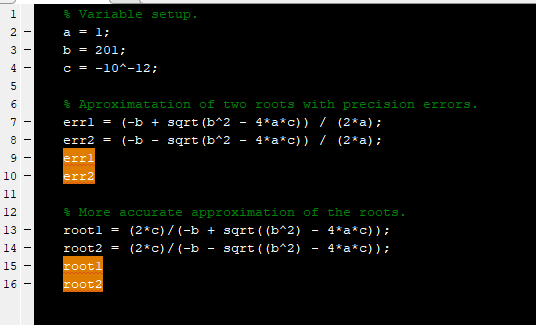 1 % Variable setup.
2 - a = 1;
3 - b = 201;
4 - c = -10^-12;
5
6 % Aproximatation of two roots with precision errors.
7 - err1 = (-b + sqrt(b^2 - 4*a*c)) / (2*a);
8 - err2 = (-b - sqrt(b^2 - 4*a*c)) / (2*a);
9 - err1
10 - err2
11
12 % More accurate approximation of the roots.
13 - root1 = (2*c)/(-b + sqrt((b^2) - 4*a*c));
14 - root2 = (2*c)/(-b - sqrt((b^2) - 4*a*c));
15 - root1
16 - root2